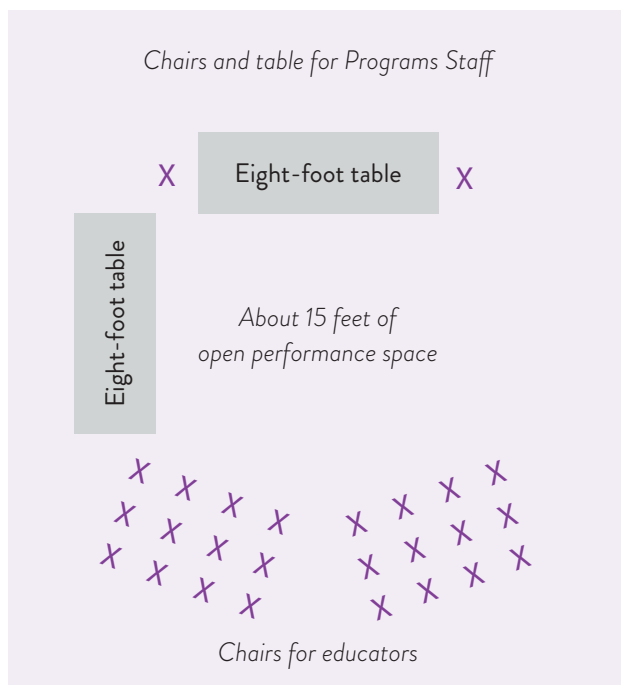 Chairs and table for Programs Staff
X
Eight-foot table
X
Eight-foot table
About 15 feet of
open performance space
X X X X X X X X
X X X X X X X X
X X X X X X X X
Chairs for educators